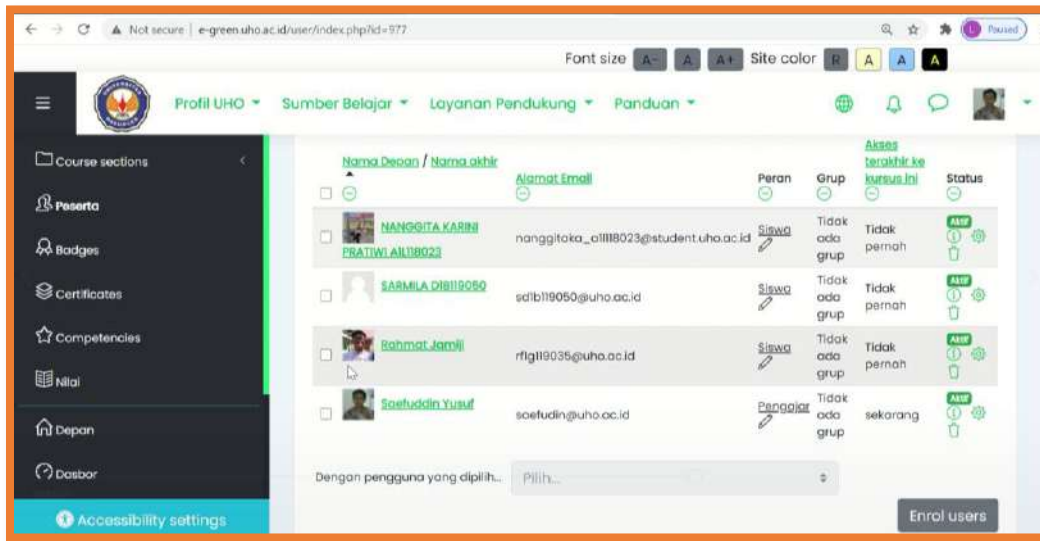 Not secure | e-green.uho.ac.id/user/index.php?id=977
L Paused
Font size A- A A+ Site color R A A A
Profil UHO Sumber Belajar Layanan Pendukung Panduan
Course sections
Peserta
Badges
Certificates
Competencies
Nilai
Depan
Dasbor
Accessibility settings
Nama Depan / Nama akhir
Alamat Email
Peran
Grup
Akses
terakhir ke
kursus ini
Status
NANGGITA KARINI
PRATIWI A1L118023
nanggitaka_a1l118023@student.uho.ac.id
Siswa
Tidak
ada
grup
Tidak
pernah
Aktif
SARMILA D1B119050
sd1b119050@uho.ac.id
Siswa
Tidak
ada
grup
Tidak
pernah
Aktif
Rahmat Jamiji
rf1g119035@uho.ac.id
Siswa
Tidak
ada
grup
Tidak
pernah
Aktif
Saefuddin Yusuf
saefudin@uho.ac.id
Pengajar
Tidak
ada
grup
sekarang
Aktif
Dengan pengguna yang dipilih...
Pilih...
Enrol users